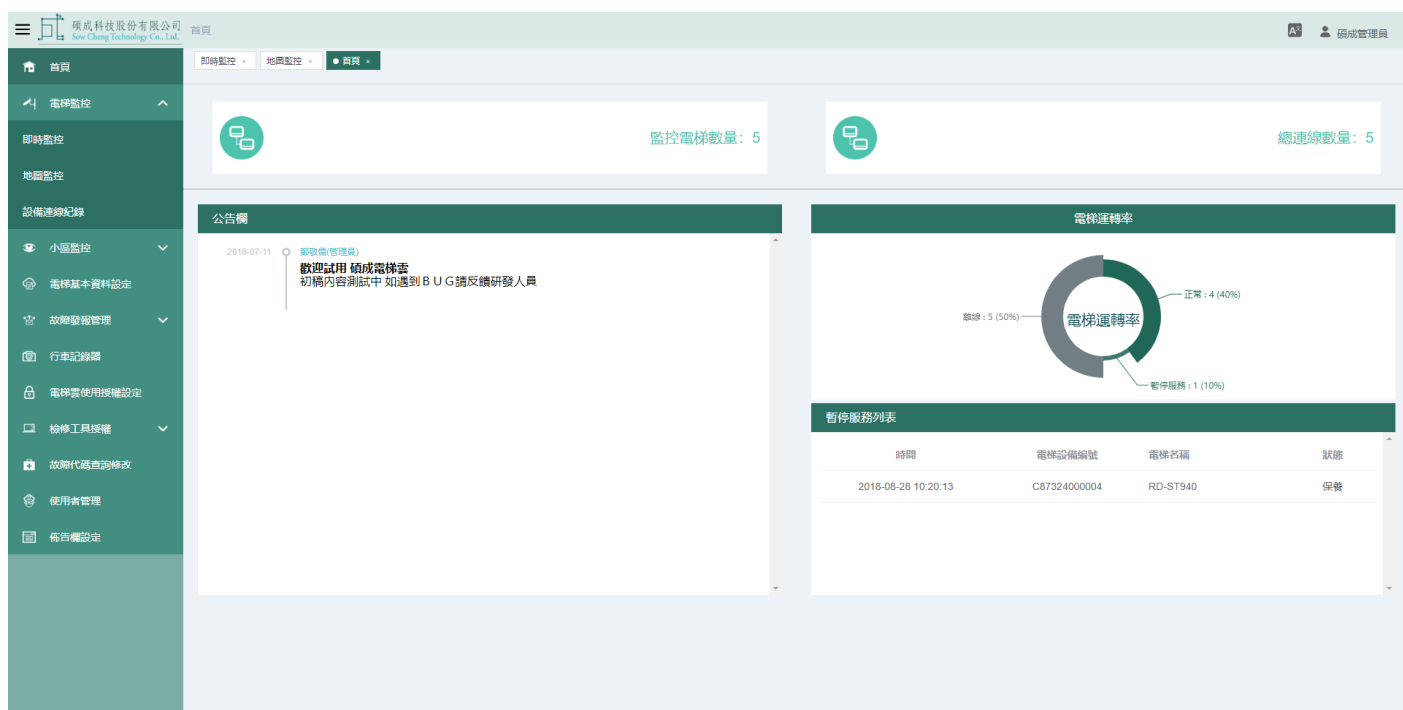 碩成科技股份有限公司
Sow Cheng Technology Co., Ltd.
首頁
A
碩成管理員
首頁
電梯監控
即時監控
地圖監控
設備連線紀錄
小區監控
電梯基本資料設定
故障發報管理
行車記錄器
電梯雲使用授權設定
檢修工具授權
故障代碼查詢修改
使用者管理
佈告欄設定
即時監控 ×
地圖監控 ×
首頁 ×
監控電梯數量: 5
總連線數量: 5
公告欄
2018-07-11
鄭敬儒(管理員)
歡迎試用 碩成電梯雲
初稿內容測試中 如遇到ＢＵＧ請反饋研發人員
電梯運轉率
正常 : 4 (40%)
離線 : 5 (50%)
電梯運轉率
暫停服務 : 1 (10%)
暫停服務列表
時間 電梯設備編號 電梯名稱 狀態
2018-08-28 10:20:13 C87324000004 RD-ST940 保養